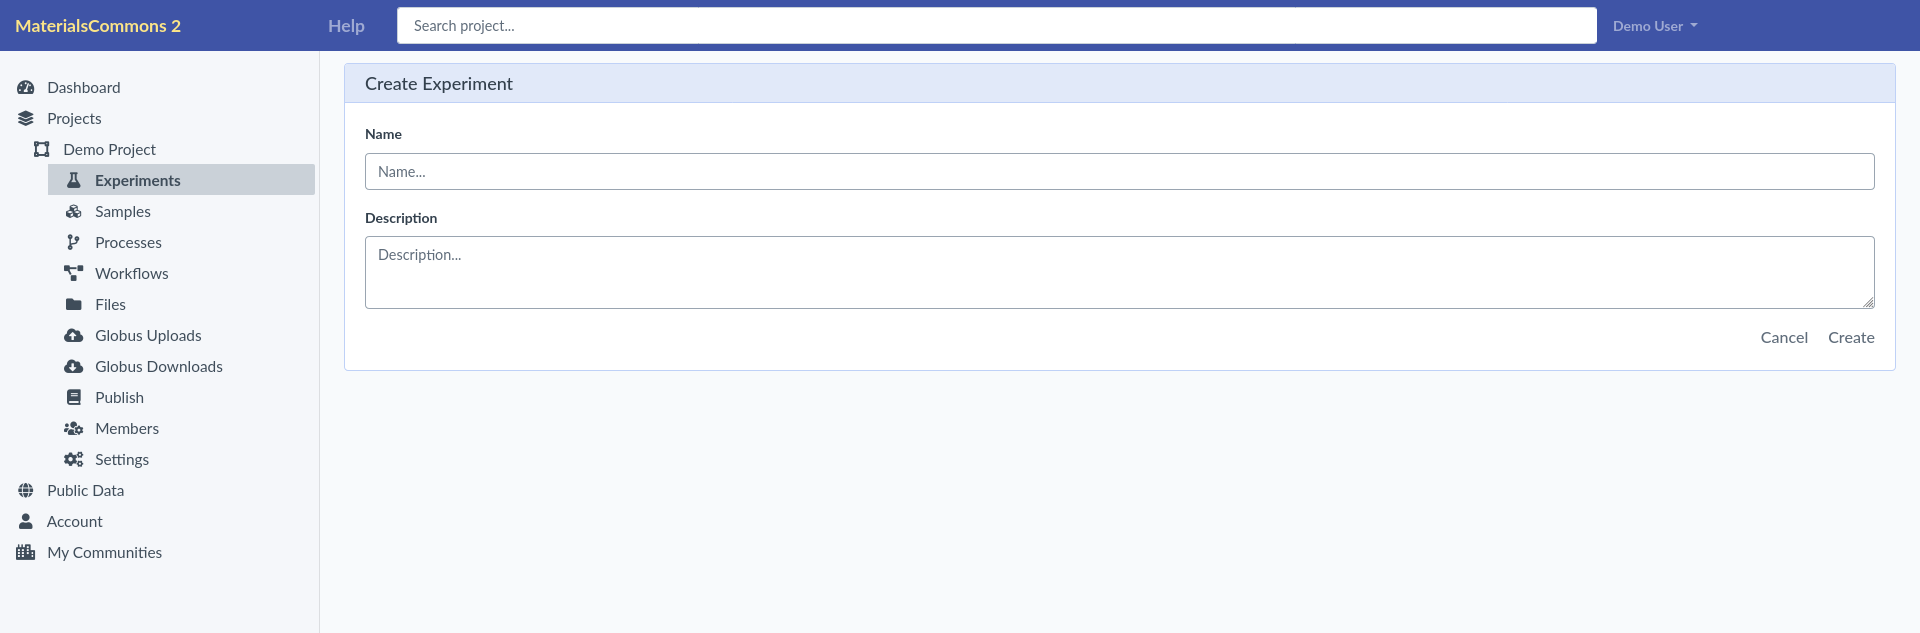 MaterialsCommons 2
Help
Search project...
Demo User
Dashboard
Projects
Demo Project
Experiments
Samples
Processes
Workflows
Files
Globus Uploads
Globus Downloads
Publish
Members
Settings
Public Data
Account
My Communities
Create Experiment
Name
Name...
Description
Description...
Cancel Create